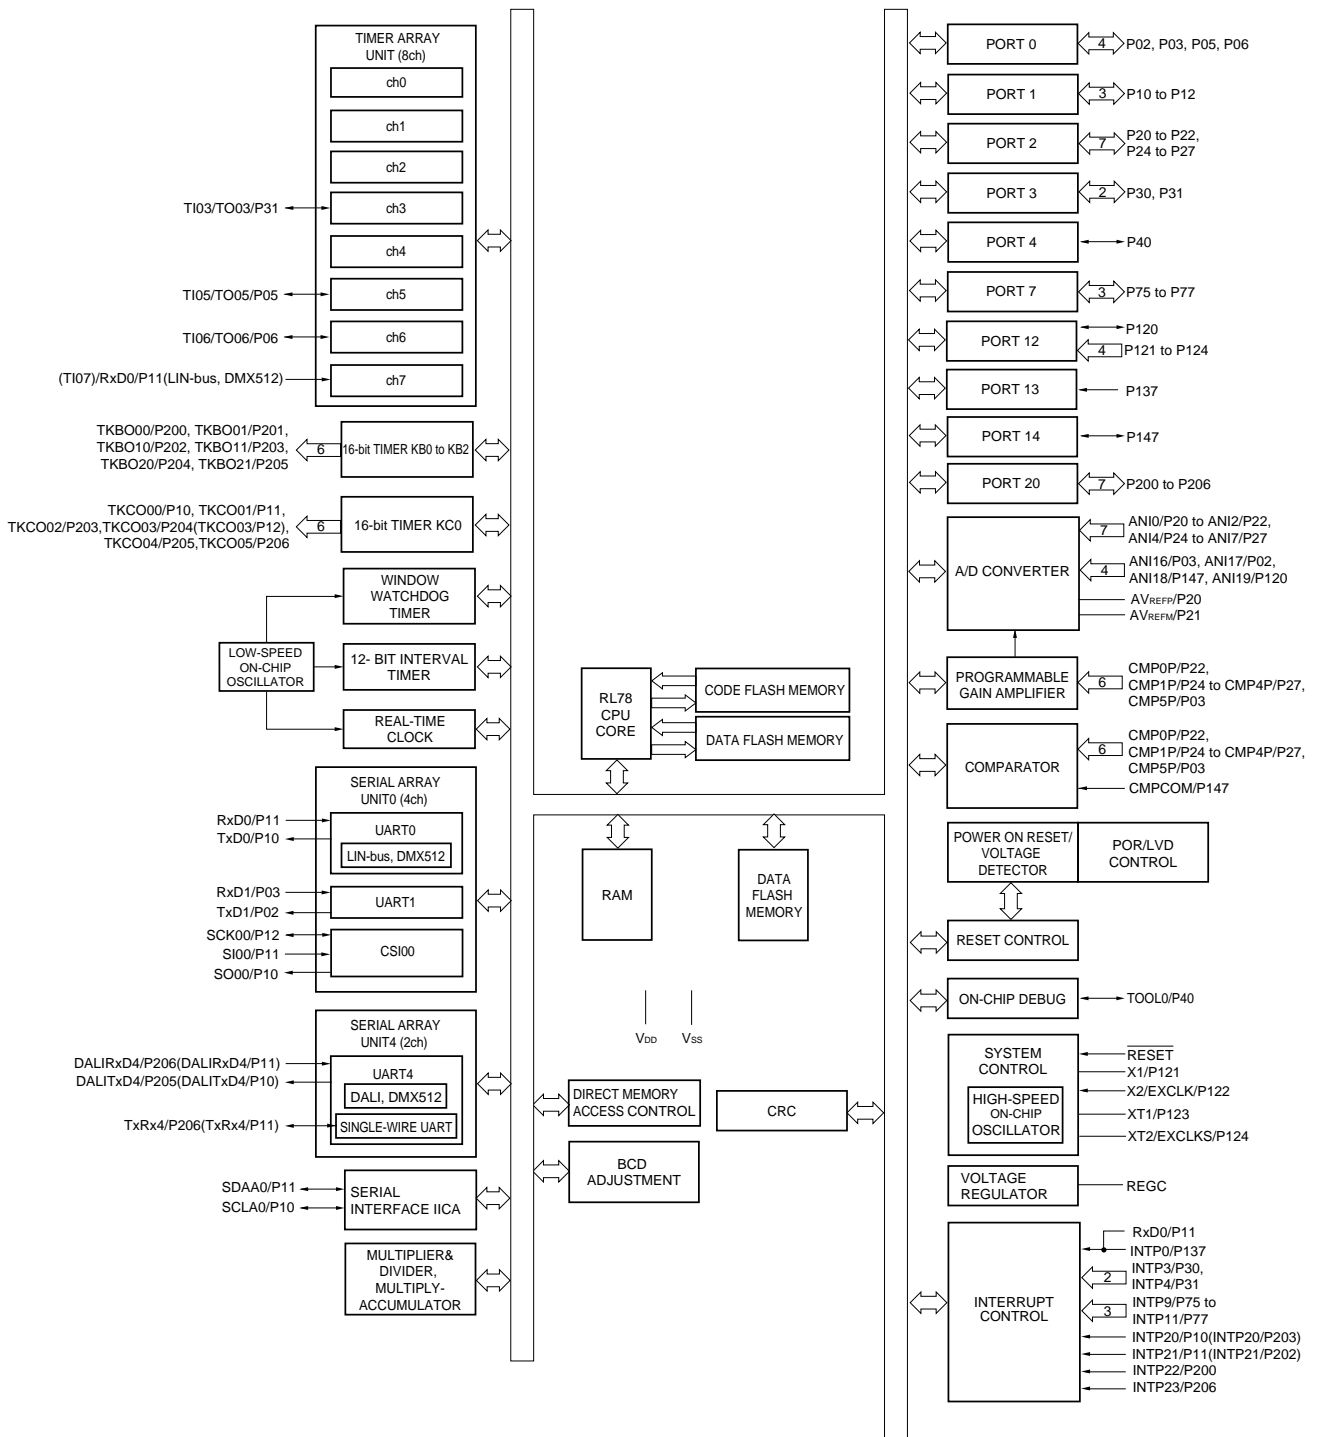 TIMER ARRAY
UNIT (8ch)
ch0
ch1
ch2
TI03/TO03/P31
ch3
ch4
TI05/TO05/P05
ch5
TI06/TO06/P06
ch6
(TI07)/RxD0/P11(LIN-bus, DMX512)
ch7
TKBO00/P200, TKBO01/P201,
TKBO10/P202, TKBO11/P203,
TKBO20/P204, TKBO21/P205
6
16-bit TIMER KB0 to KB2
TKCO00/P10, TKCO01/P11,
TKCO02/P203,TKCO03/P204(TKCO03/P12),
TKCO04/P205,TKCO05/P206
6
16-bit TIMER KC0
WINDOW
WATCHDOG
TIMER
LOW-SPEED
ON-CHIP
OSCILLATOR
12- BIT INTERVAL
TIMER
REAL-TIME
CLOCK
SERIAL ARRAY
UNIT0 (4ch)
RxD0/P11
TxD0/P10
UART0
LIN-bus, DMX512
RxD1/P03
TxD1/P02
UART1
SCK00/P12
SI00/P11
SO00/P10
CSI00
SERIAL ARRAY
UNIT4 (2ch)
DALIRxD4/P206(DALIRxD4/P11)
DALITxD4/P205(DALITxD4/P10)
UART4
DALI, DMX512
TxRx4/P206(TxRx4/P11)
SINGLE-WIRE UART
SDAA0/P11
SCLA0/P10
SERIAL
INTERFACE IICA
MULTIPLIER&
DIVIDER,
MULTIPLY-
ACCUMULATOR
RL78
CPU
CORE
CODE FLASH MEMORY
DATA FLASH MEMORY
RAM
DATA
FLASH
MEMORY
VDD
VSS
DIRECT MEMORY
ACCESS CONTROL
CRC
BCD
ADJUSTMENT
PORT 0
4
P02, P03, P05, P06
PORT 1
3
P10 to P12
PORT 2
7
P20 to P22,
P24 to P27
PORT 3
2
P30, P31
PORT 4
P40
PORT 7
3
P75 to P77
PORT 12
P120
4
P121 to P124
PORT 13
P137
PORT 14
P147
PORT 20
7
P200 to P206
A/D CONVERTER
7
ANI0/P20 to ANI2/P22,
ANI4/P24 to ANI7/P27
4
ANI16/P03, ANI17/P02,
ANI18/P147, ANI19/P120
AVREFP/P20
AVREFM/P21
PROGRAMMABLE
GAIN AMPLIFIER
6
CMP0P/P22,
CMP1P/P24 to CMP4P/P27,
CMP5P/P03
COMPARATOR
6
CMP0P/P22,
CMP1P/P24 to CMP4P/P27,
CMP5P/P03
CMPCOM/P147
POWER ON RESET/
VOLTAGE
DETECTOR
POR/LVD
CONTROL
RESET CONTROL
ON-CHIP DEBUG
TOOL0/P40
SYSTEM
CONTROL
HIGH-SPEED
ON-CHIP
OSCILLATOR
RESET
X1/P121
X2/EXCLK/P122
XT1/P123
XT2/EXCLKS/P124
VOLTAGE
REGULATOR
REGC
INTERRUPT
CONTROL
RxD0/P11
INTP0/P137
2
INTP3/P30,
INTP4/P31
3
INTP9/P75 to
INTP11/P77
INTP20/P10(INTP20/P203)
INTP21/P11(INTP21/P202)
INTP22/P200
INTP23/P206